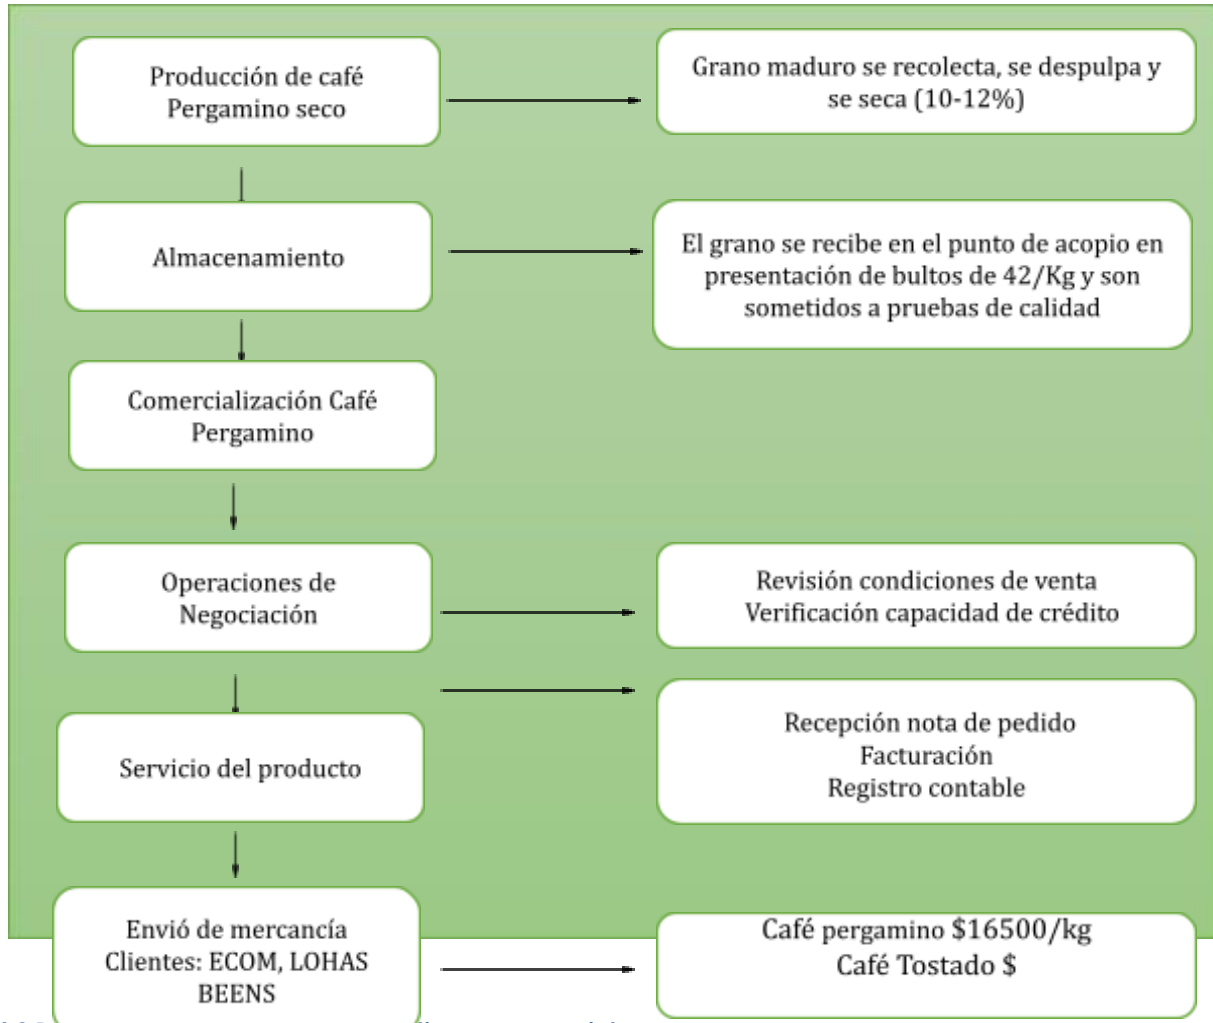 Producción de café
Pergamino seco
Grano maduro se recolecta, se despulpa y
se seca (10-12%)
Almacenamiento
El grano se recibe en el punto de acopio en
presentación de bultos de 42/Kg y son
sometidos a pruebas de calidad
Comercialización Café
Pergamino
Operaciones de
Negociación
Revisión condiciones de venta
Verificación capacidad de crédito
Servicio del producto
Recepción nota de pedido
Facturación
Registro contable
Envió de mercancía
Clientes: ECOM, LOHAS
BEENS
Café pergamino $16500/kg
Café Tostado $